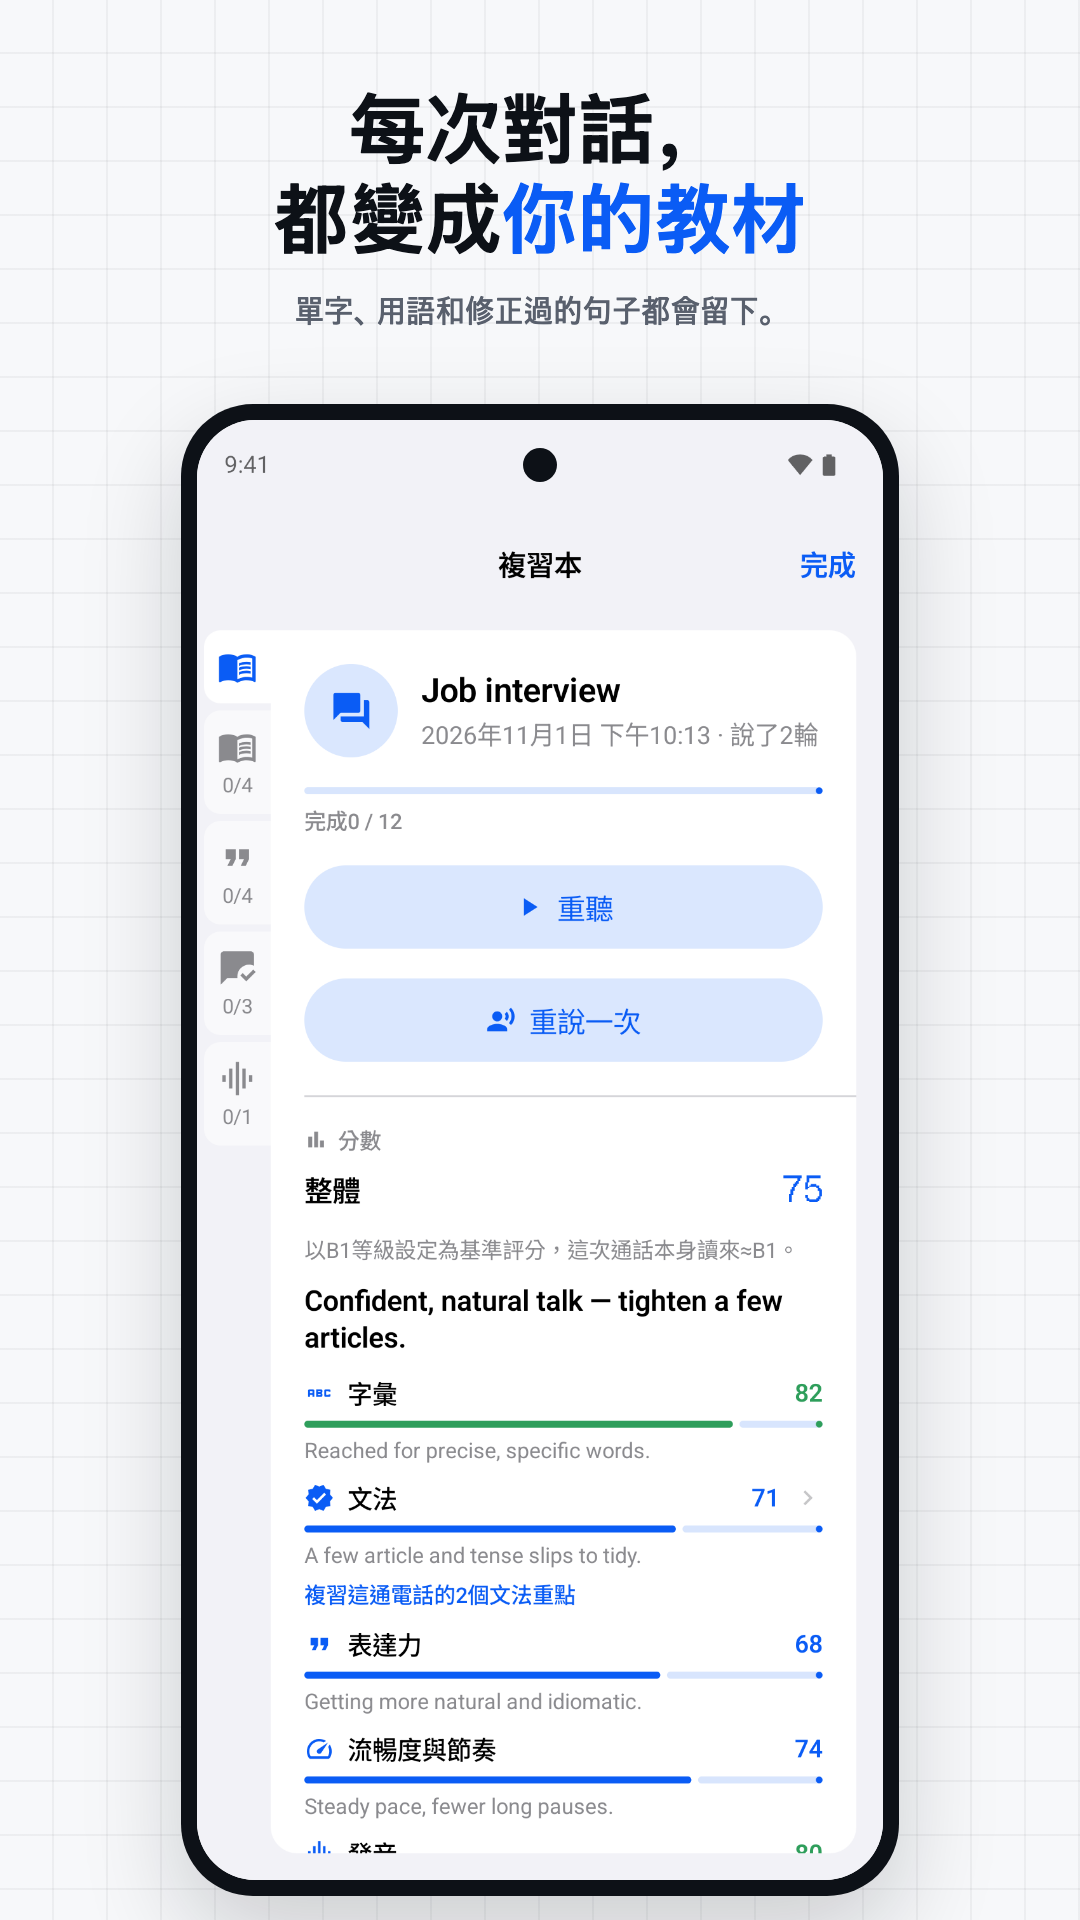 每次對話,
都變成你的教材
單字、用語和修正過的句子都會留下。
9:41
複習本
完成
Job interview
2026年11月1日 下午10:13 · 說了2輪
完成0 / 12
0/4
0/4
0/3
0/1
重聽
重說一次
分數
整體
75
以B1等級設定為基準評分，這次通話本身讀來≈B1。
Confident, natural talk — tighten a few
articles.
ABC 字彙
82
Reached for precise, specific words.
文法
71
A few article and tense slips to tidy.
複習這通電話的2個文法重點
表達力
68
Getting more natural and idiomatic.
流暢度與節奏
74
Steady pace, fewer long pauses.
發音
80